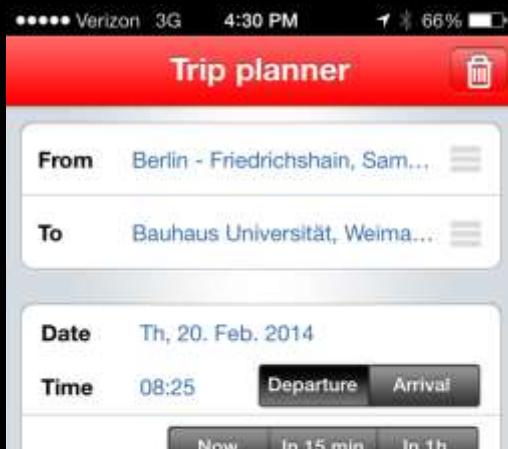 Verizon 3G 4:30 PM 66%
Trip planner
From Berlin - Friedrichshain, Sam...
To Bauhaus Universität, Weima...
Date Th, 20. Feb. 2014
Time 08:25 Departure Arrival
Now In 15 min In 1h